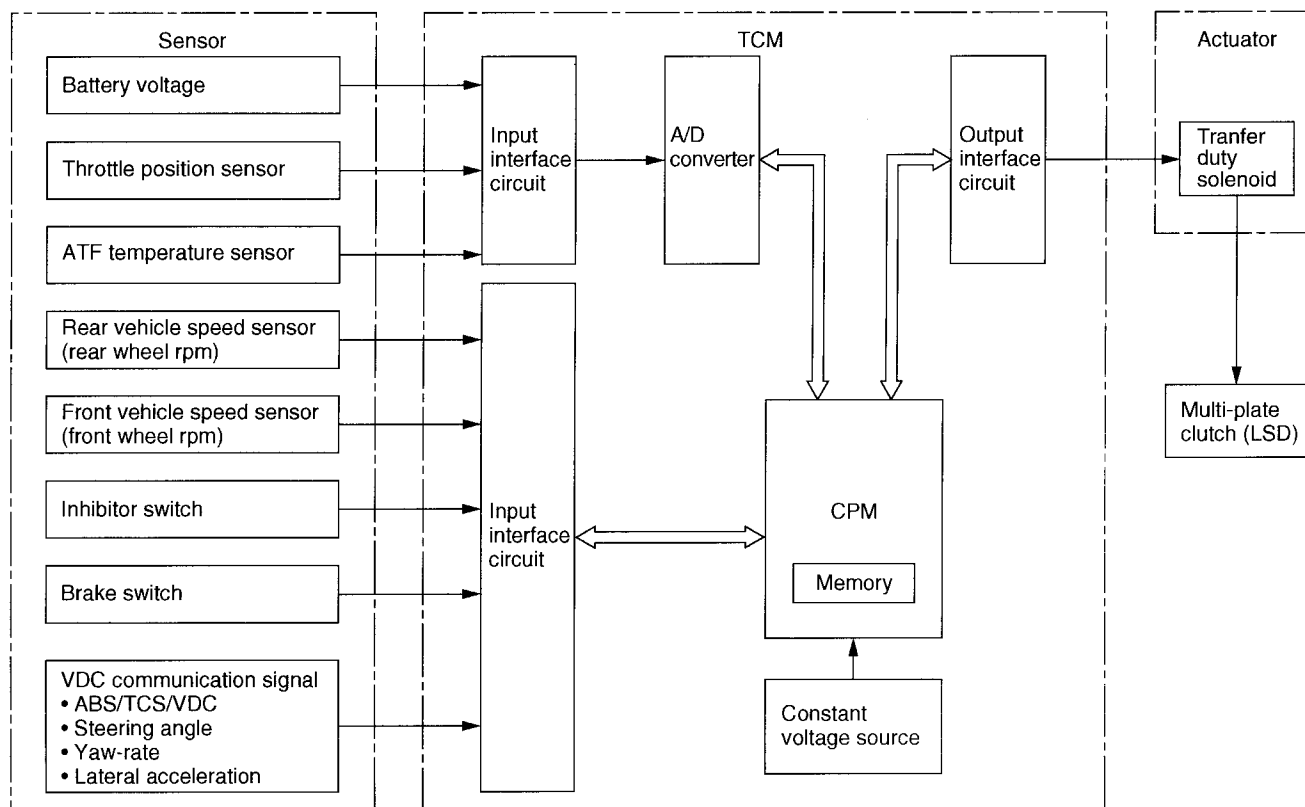 Sensor
Battery voltage
Throttle position sensor
ATF temperature sensor
Rear vehicle speed sensor
(rear wheel rpm)
Front vehicle speed sensor
(front wheel rpm)
Inhibitor switch
Brake switch
VDC communication signal
• ABS/TCS/VDC
• Steering angle
• Yaw-rate
• Lateral acceleration
TCM
Input
interface
circuit
A/D
converter
Output
interface
circuit
Input
interface
circuit
CPM
Memory
Constant
voltage source
Actuator
Tranfer
duty
solenoid
Multi-plate
clutch (LSD)